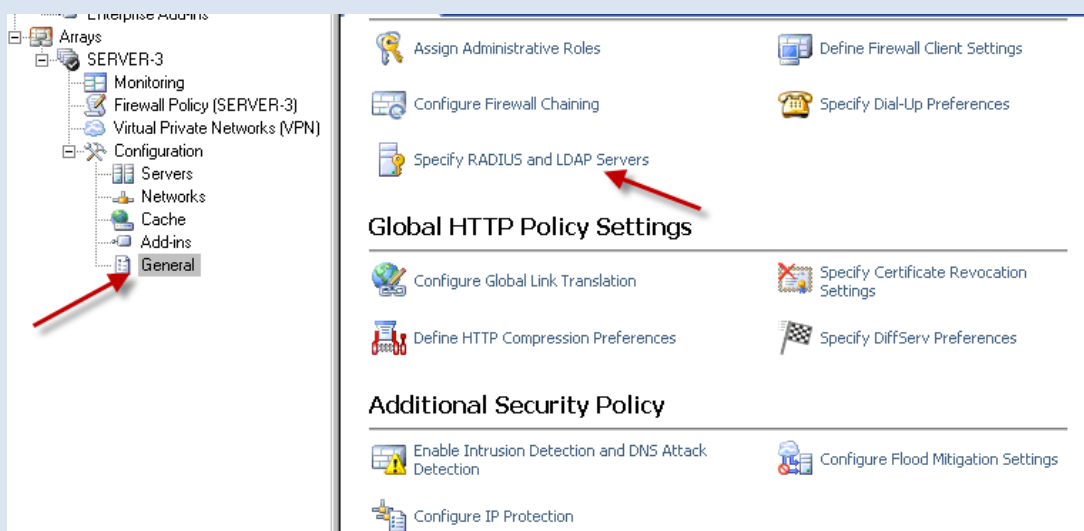 Enterprise Add-ins
Arrays
SERVER-3
Monitoring
Firewall Policy (SERVER-3)
Virtual Private Networks (VPN)
Configuration
Servers
Networks
Cache
Add-ins
General
Assign Administrative Roles
Define Firewall Client Settings
Configure Firewall Chaining
Specify Dial-Up Preferences
Specify RADIUS and LDAP Servers
Global HTTP Policy Settings
Configure Global Link Translation
Specify Certificate Revocation
Settings
Define HTTP Compression Preferences
Specify DiffServ Preferences
Additional Security Policy
Enable Intrusion Detection and DNS Attack
Detection
Configure Flood Mitigation Settings
Configure IP Protection